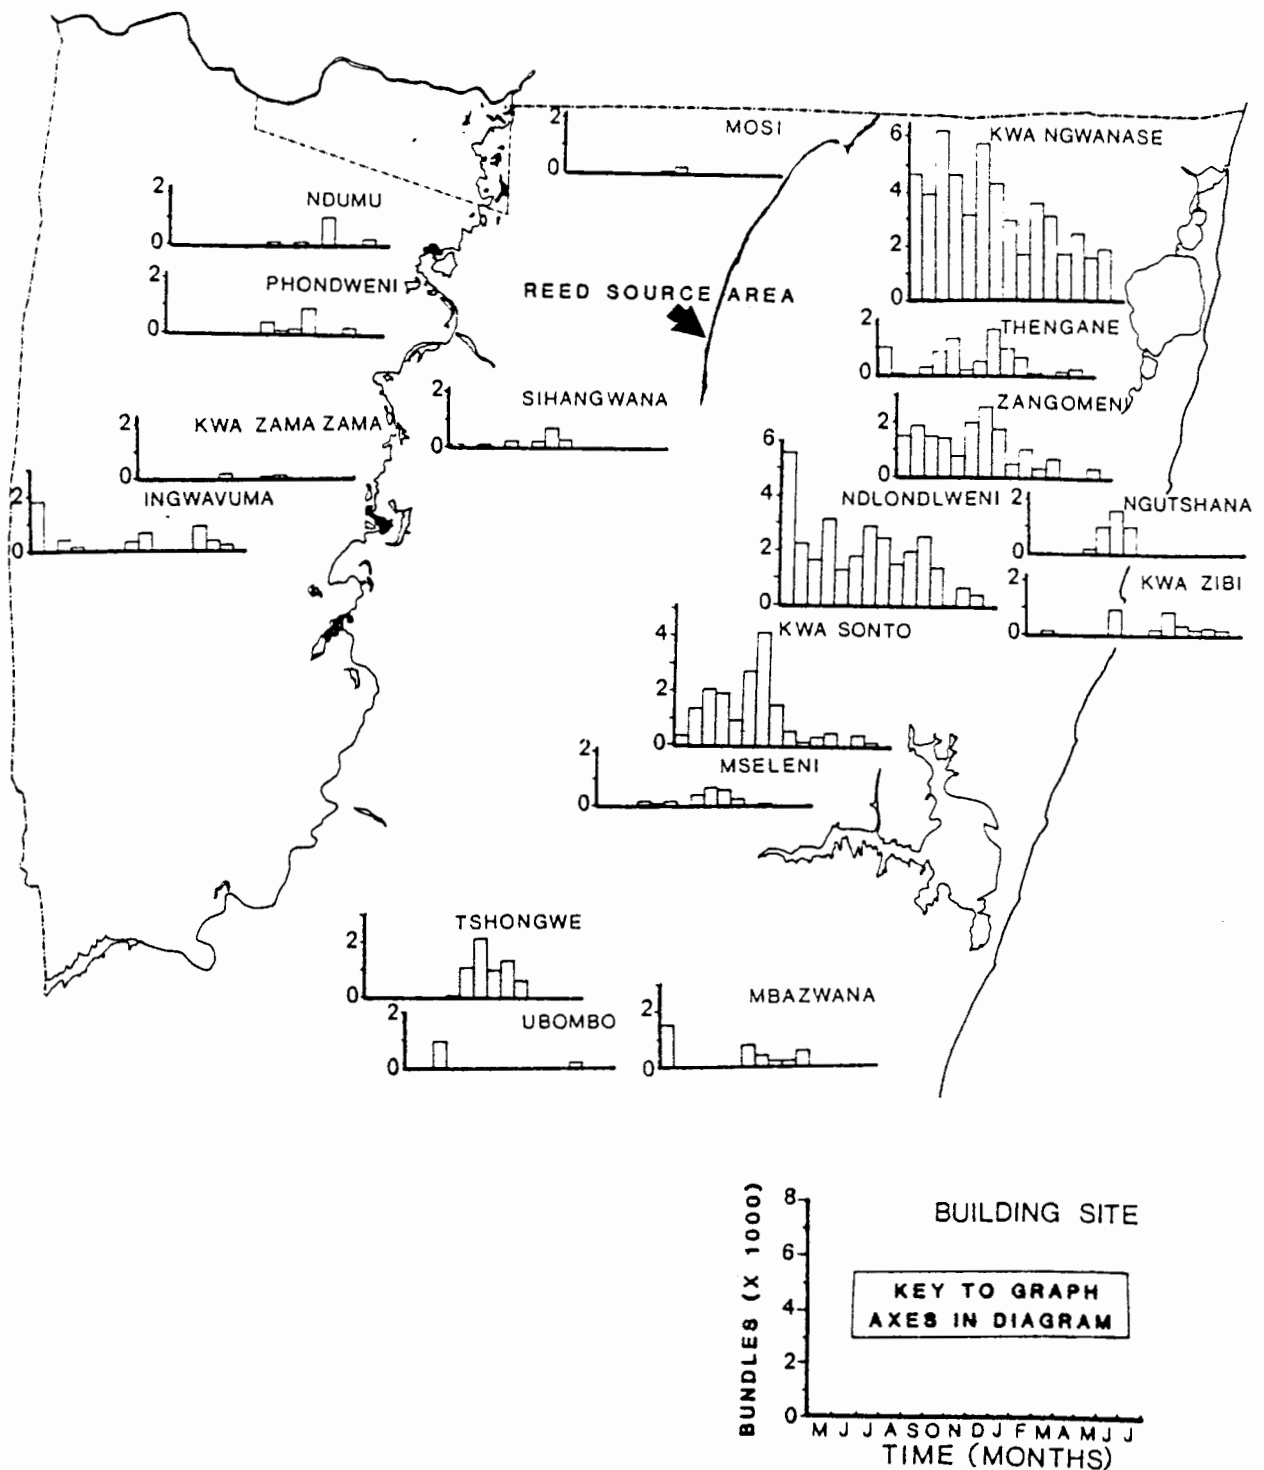 2
MOSI
0
6
KWA NGWANASE
4
2
0
2
NDUMU
0
2
PHONDWENI
0
REED SOURCE AREA
2
THENGANE
0
2
SIHANGWANA
0
ZANGOMENI
2
0
2
KWA ZAMA ZAMA
0
6
4
2
0
NDLONDLWENI
2
INGWAVUMA
0
2
NGUTSHANA
0
2
KWA ZIBI
0
KWA SONTO
4
2
0
2
MSELENI
0
TSHONGWE
2
0
2
UBOMBO
0
MBAZWANA
2
0
BUNDLES (X 1000)
8
6
4
2
0
BUILDING SITE
KEY TO GRAPH
AXES IN DIAGRAM
M J J A S O N D J F M A M J J
TIME (MONTHS)